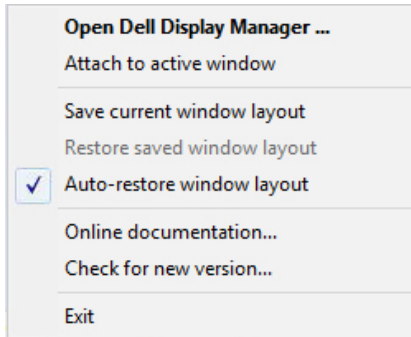 Open Dell Display Manager ...
Attach to active window
Save current window layout
Restore saved window layout
Auto-restore window layout
Online documentation...
Check for new version...
Exit